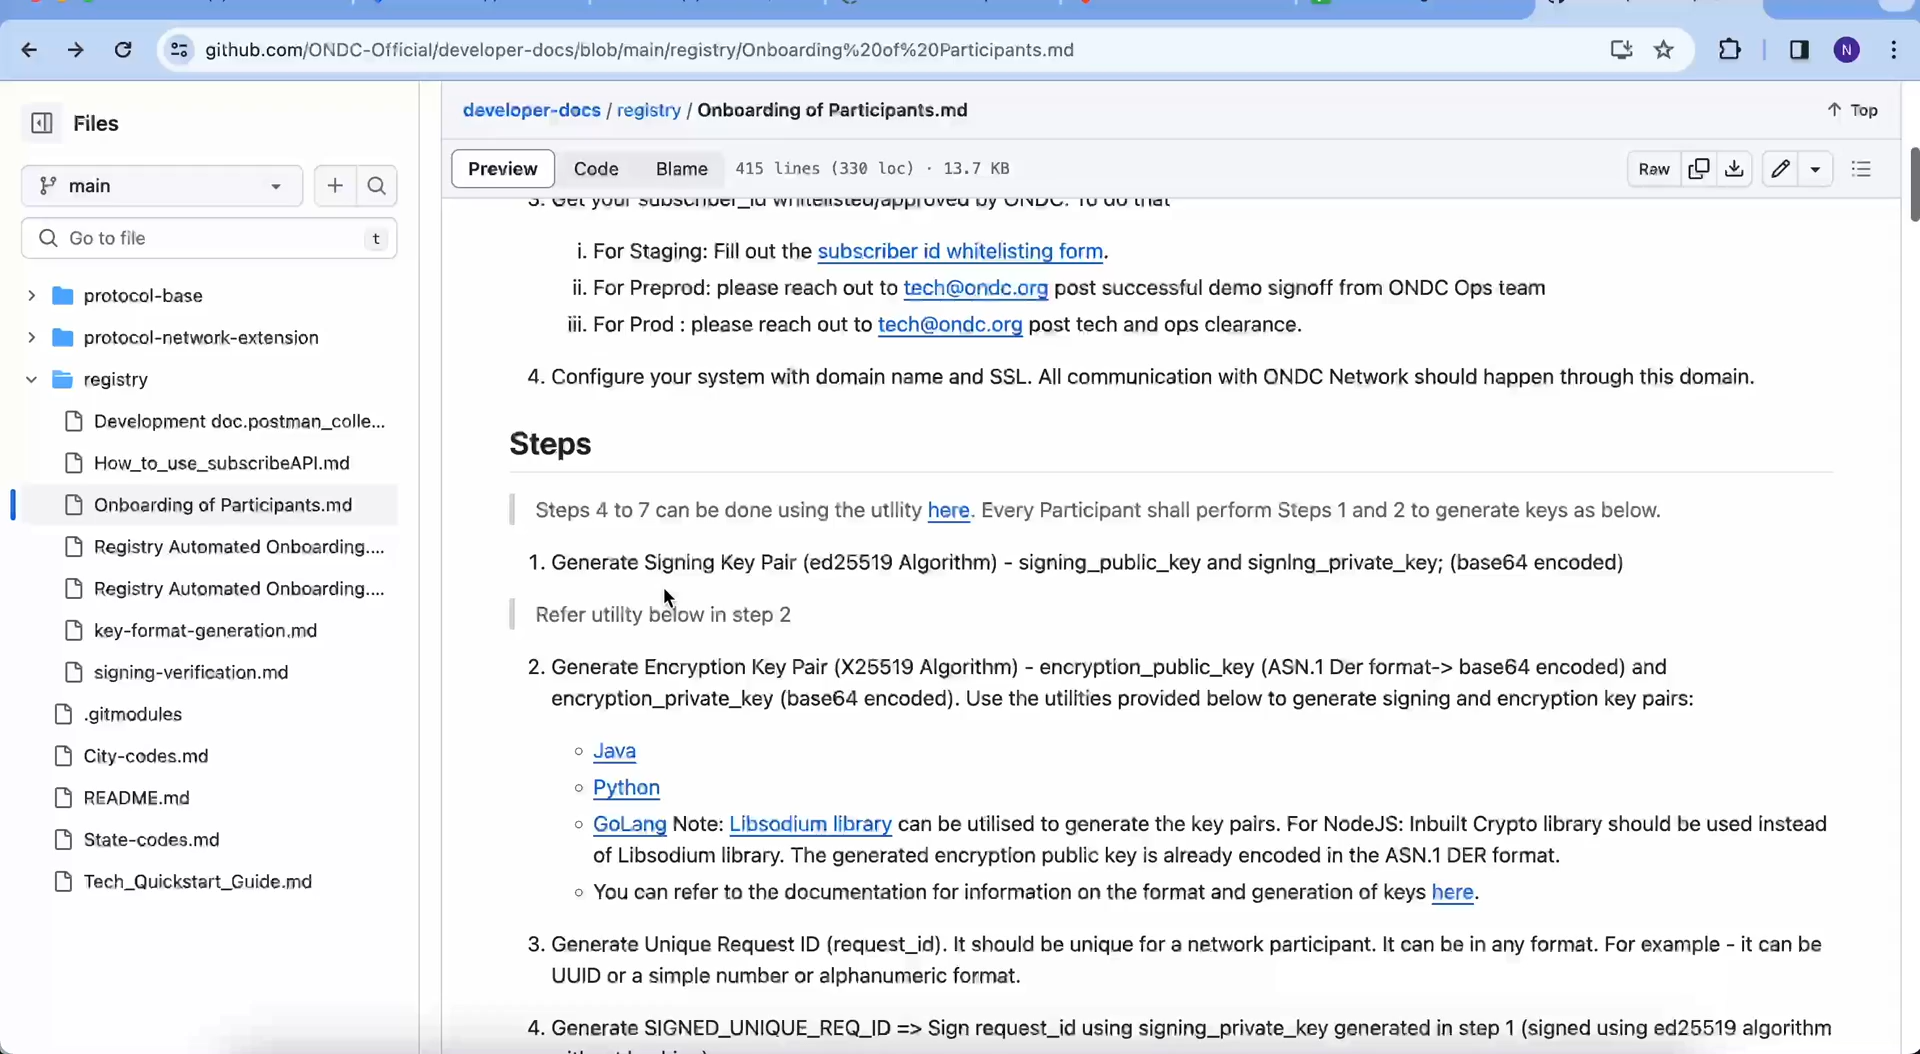 github.com/ONDC-Official/developer-docs/blob/main/registry/Onboarding%20of%20Participants.md
N
Files
developer-docs / registry / Onboarding of Participants.md
Top
main
Preview
Code
Blame
415 lines (330 loc) · 13.7 KB
Raw
Go to file
t
3. Get your subscriber_id whitelisted/approved by ONDC. To do that
i. For Staging: Fill out the subscriber id whitelisting form.
ii. For Preprod: please reach out to tech@ondc.org post successful demo signoff from ONDC Ops team
iii. For Prod : please reach out to tech@ondc.org post tech and ops clearance.
4. Configure your system with domain name and SSL. All communication with ONDC Network should happen through this domain.
protocol-base
protocol-network-extension
registry
Development doc.postman_colle...
How_to_use_subscribeAPI.md
Onboarding of Participants.md
Registry Automated Onboarding....
Registry Automated Onboarding....
key-format-generation.md
signing-verification.md
.gitmodules
City-codes.md
README.md
State-codes.md
Tech_Quickstart_Guide.md
Steps
Steps 4 to 7 can be done using the utility here. Every Participant shall perform Steps 1 and 2 to generate keys as below.
1. Generate Signing Key Pair (ed25519 Algorithm) - signing_public_key and signing_private_key; (base64 encoded)
Refer utility below in step 2
2. Generate Encryption Key Pair (X25519 Algorithm) - encryption_public_key (ASN.1 Der format-> base64 encoded) and
encryption_private_key (base64 encoded). Use the utilities provided below to generate signing and encryption key pairs:
Java
Python
GoLang Note: Libsodium library can be utilised to generate the key pairs. For NodeJS: Inbuilt Crypto library should be used instead
of Libsodium library. The generated encryption public key is already encoded in the ASN.1 DER format.
You can refer to the documentation for information on the format and generation of keys here.
3. Generate Unique Request ID (request_id). It should be unique for a network participant. It can be in any format. For example - it can be
UUID or a simple number or alphanumeric format.
4. Generate SIGNED_UNIQUE_REQ_ID => Sign request_id using signing_private_key generated in step 1 (signed using ed25519 algorithm